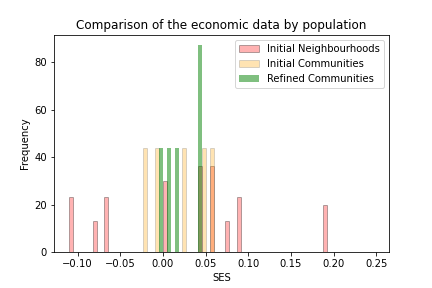 Comparison of the economic data by population
Initial Neighbourhoods
Initial Communities
Refined Communities
80
60
40
20
0
Frequency
-0.10 -0.05 0.00 0.05 0.10 0.15 0.20 0.25
SES